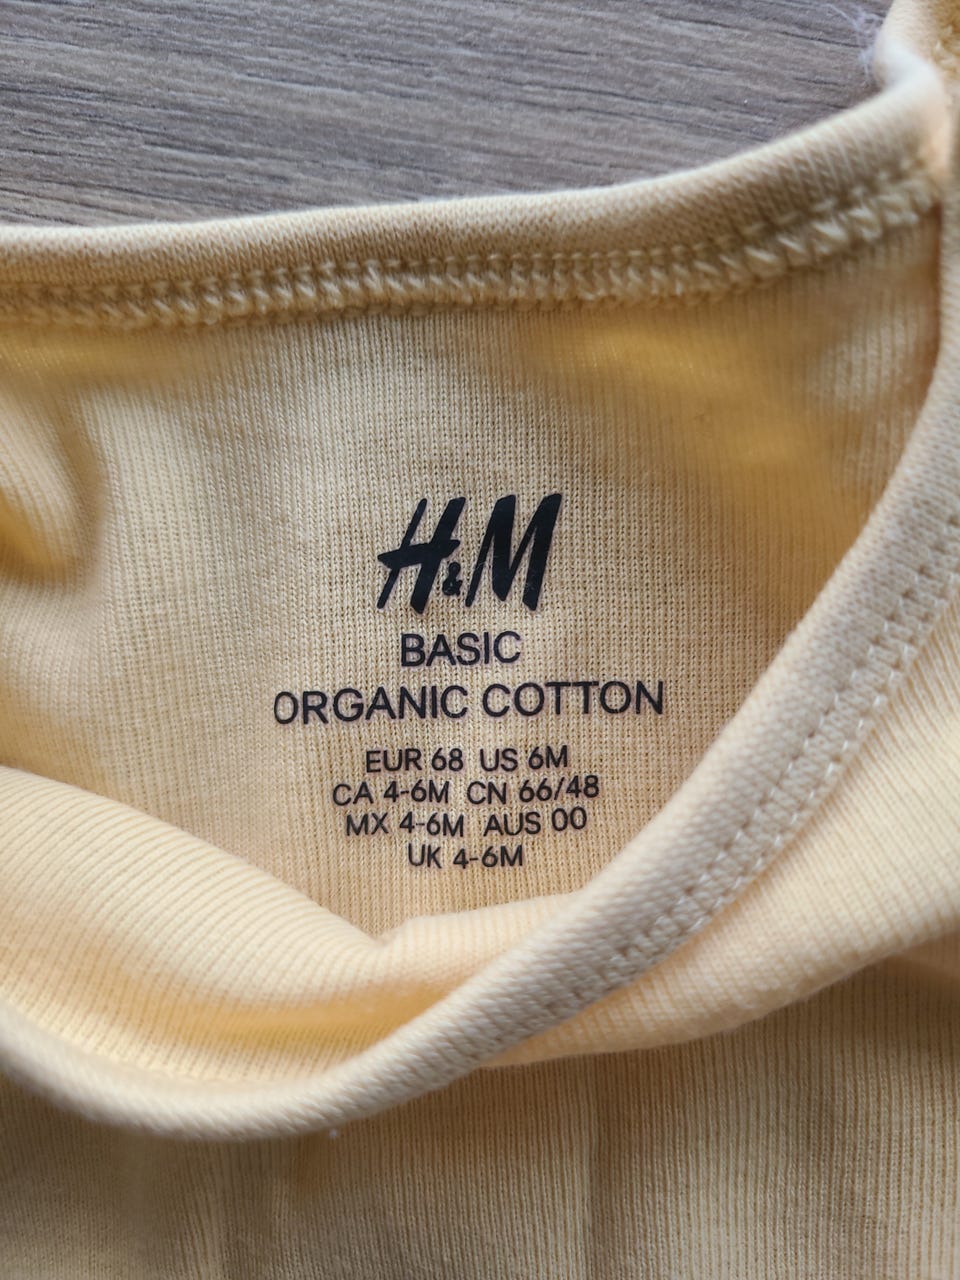 H&M
BASIC
ORGANIC COTTON
EUR 68 US 6M
CA 4-6M CN 66/48
MX 4-6M AUS 00
UK 4-6M